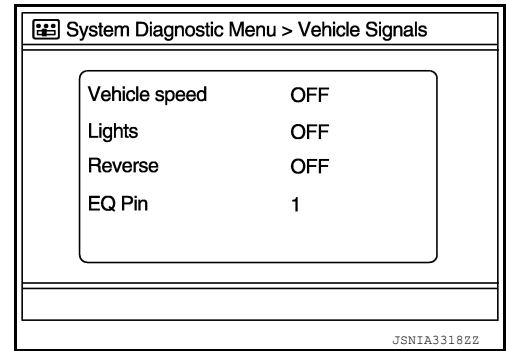 System Diagnostic Menu > Vehicle Signals
Vehicle speed OFF
Lights OFF
Reverse OFF
EQ Pin 1
JSNIA3318ZZ